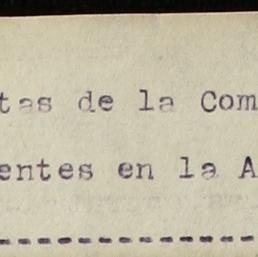 tas de la Com
entes en la A